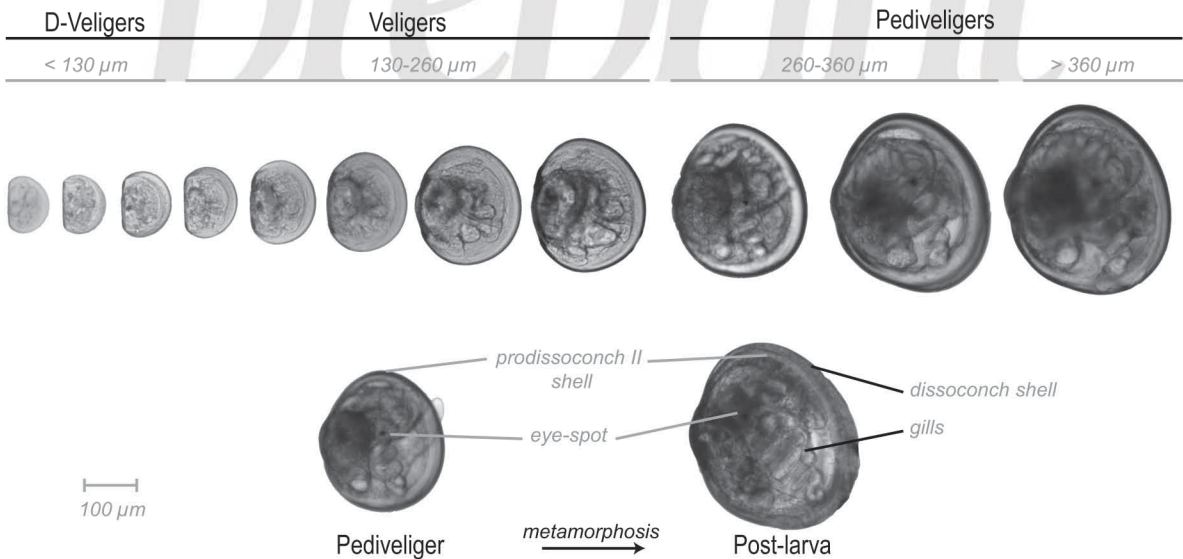 D-Veligers Veligers Pediveligers
< 130 µm 130-260 µm 260-360 µm > 360 µm
prodissoconch II
shell
dissoconch shell
eye-spot
gills
100 µm
metamorphosis
Pediveliger Post-larva